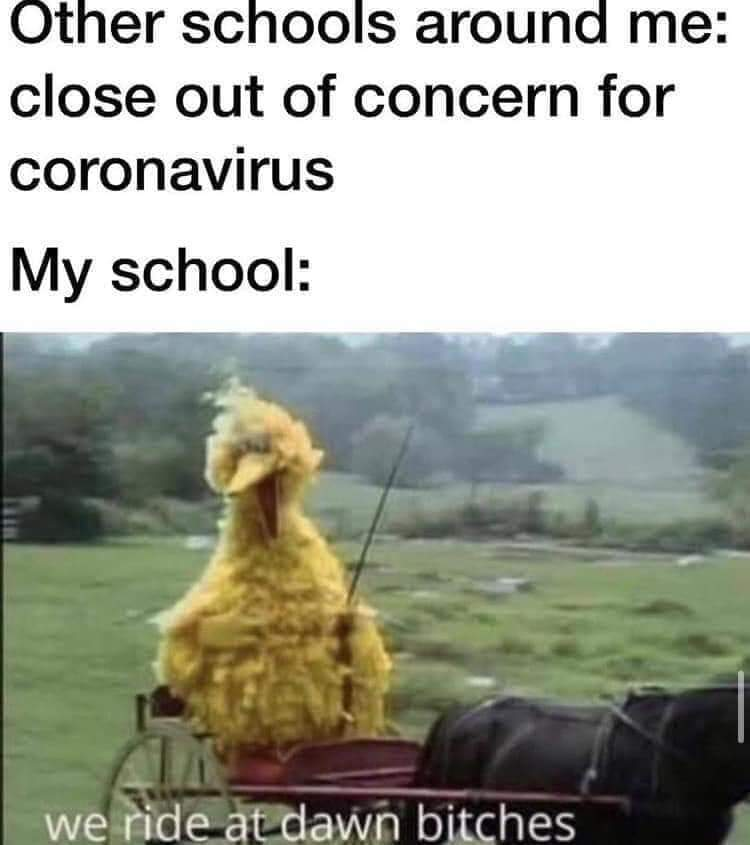 Other schools around me:
close out of concern for
coronavirus
My school:
we ride at dawn bitches